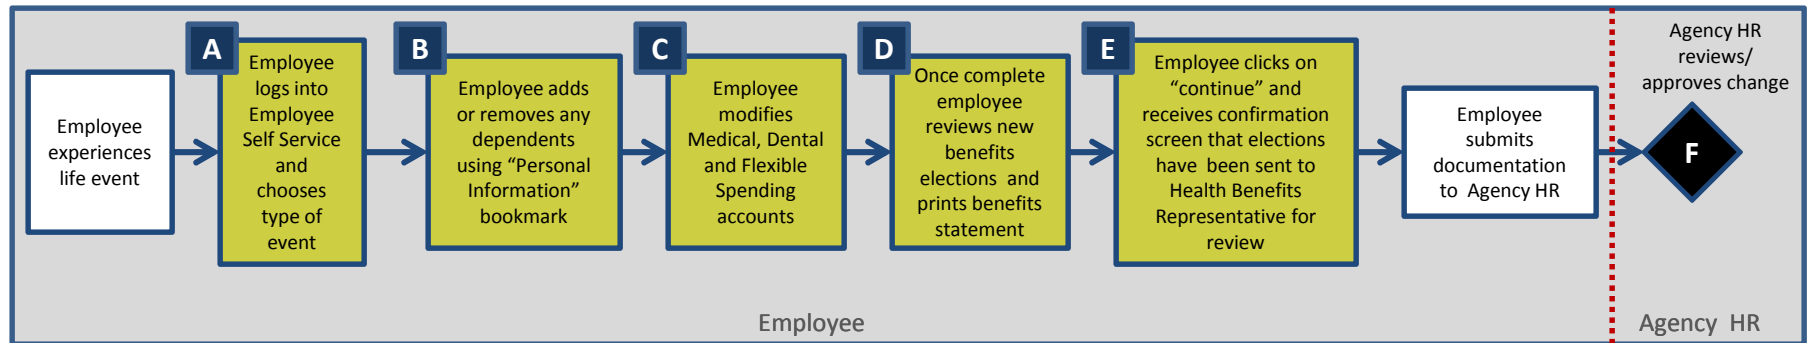 Employee
experiences
life event
A
Employee
logs into
Employee
Self Service
and
chooses
type of
event
B
Employee adds
or removes any
dependents
using “Personal
Information”
bookmark
C
Employee
modifies
Medical, Dental
and Flexible
Spending
accounts
D
Once complete
employee
reviews new
benefits
elections and
prints benefits
statement
E
Employee clicks on
“continue” and
receives confirmation
screen that elections
have been sent to
Health Benefits
Representative for
review
Employee
submits
documentation
to Agency HR
Agency HR
reviews/
approves change
F
Employee
Agency HR